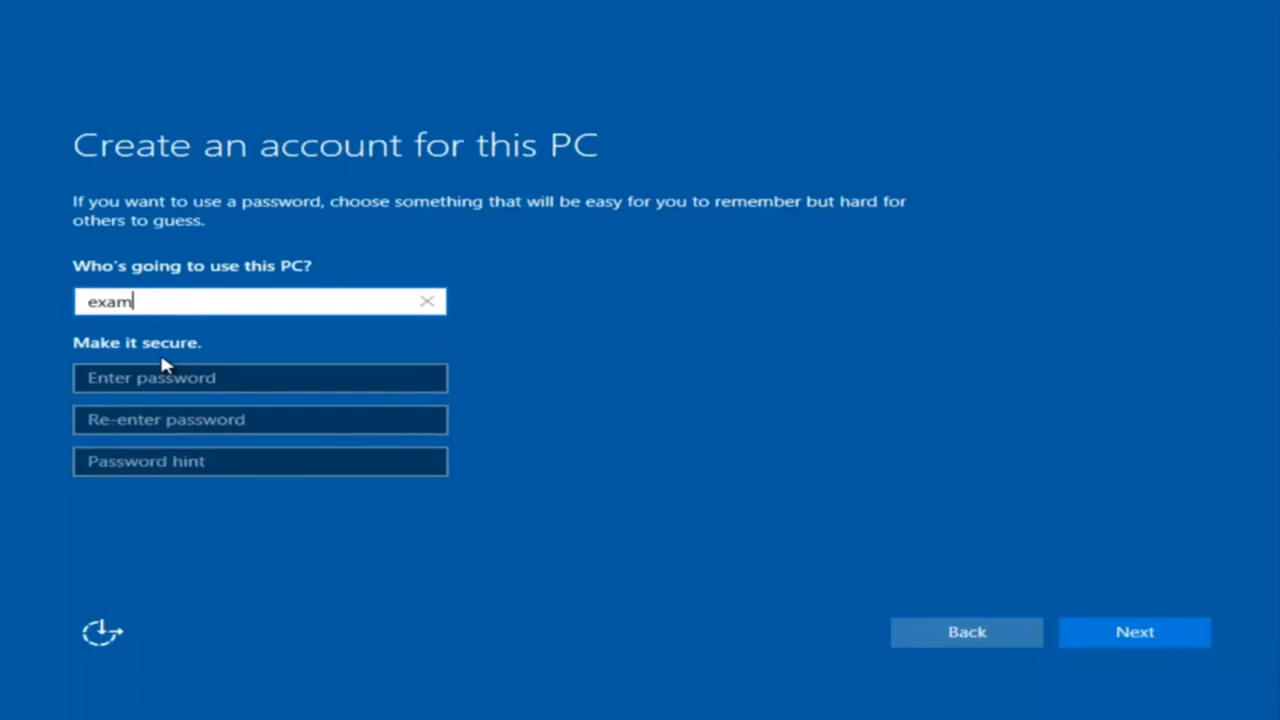 Create an account for this PC
If you want to use a password, choose something that will be easy for you to remember but hard for
others to guess.
Who's going to use this PC?
exam
Make it secure.
Enter password
Re-enter password
Password hint
Back
Next